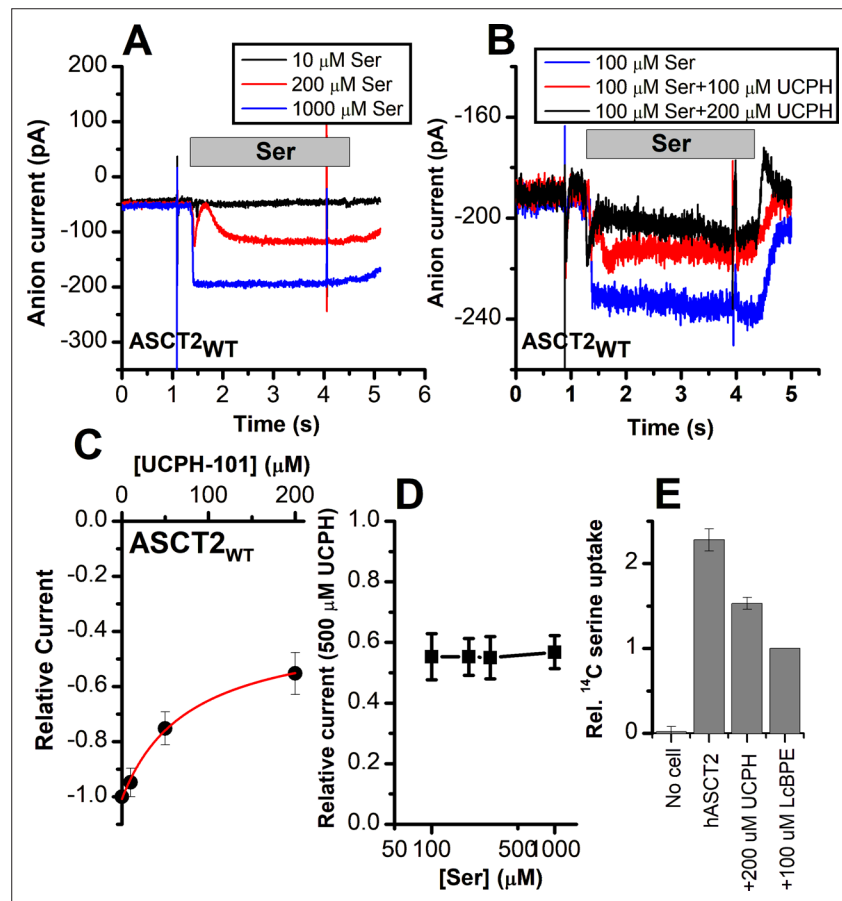 A
10 μM Ser
200 μM Ser
1000 μM Ser
Ser
200
100
0
-100
-200
-300
Anion current (pA)
ASCT2WT
0 1 2 3 4 5 6
Time (s)
B
100 μM Ser
100 μM Ser+100 μM UCPH
100 μM Ser+200 μM UCPH
Ser
-160
-200
-240
Anion current (pA)
ASCT2WT
0 1 2 3 4 5
Time (s)
C
[UCPH-101] (μM)
0 100 200
ASCT2WT
0.0
-0.2
-0.4
-0.6
-0.8
-1.0
Relative Current
D
1.0
0.8
0.6
0.4
0.2
0.0
Relative current (500 μM UCPH)
50 100 500 1000
[Ser] (μM)
E
2
1
0
Rel. 14C serine uptake
No cell
hASCT2
+200 uM UCPH
+100 uM LcBPE